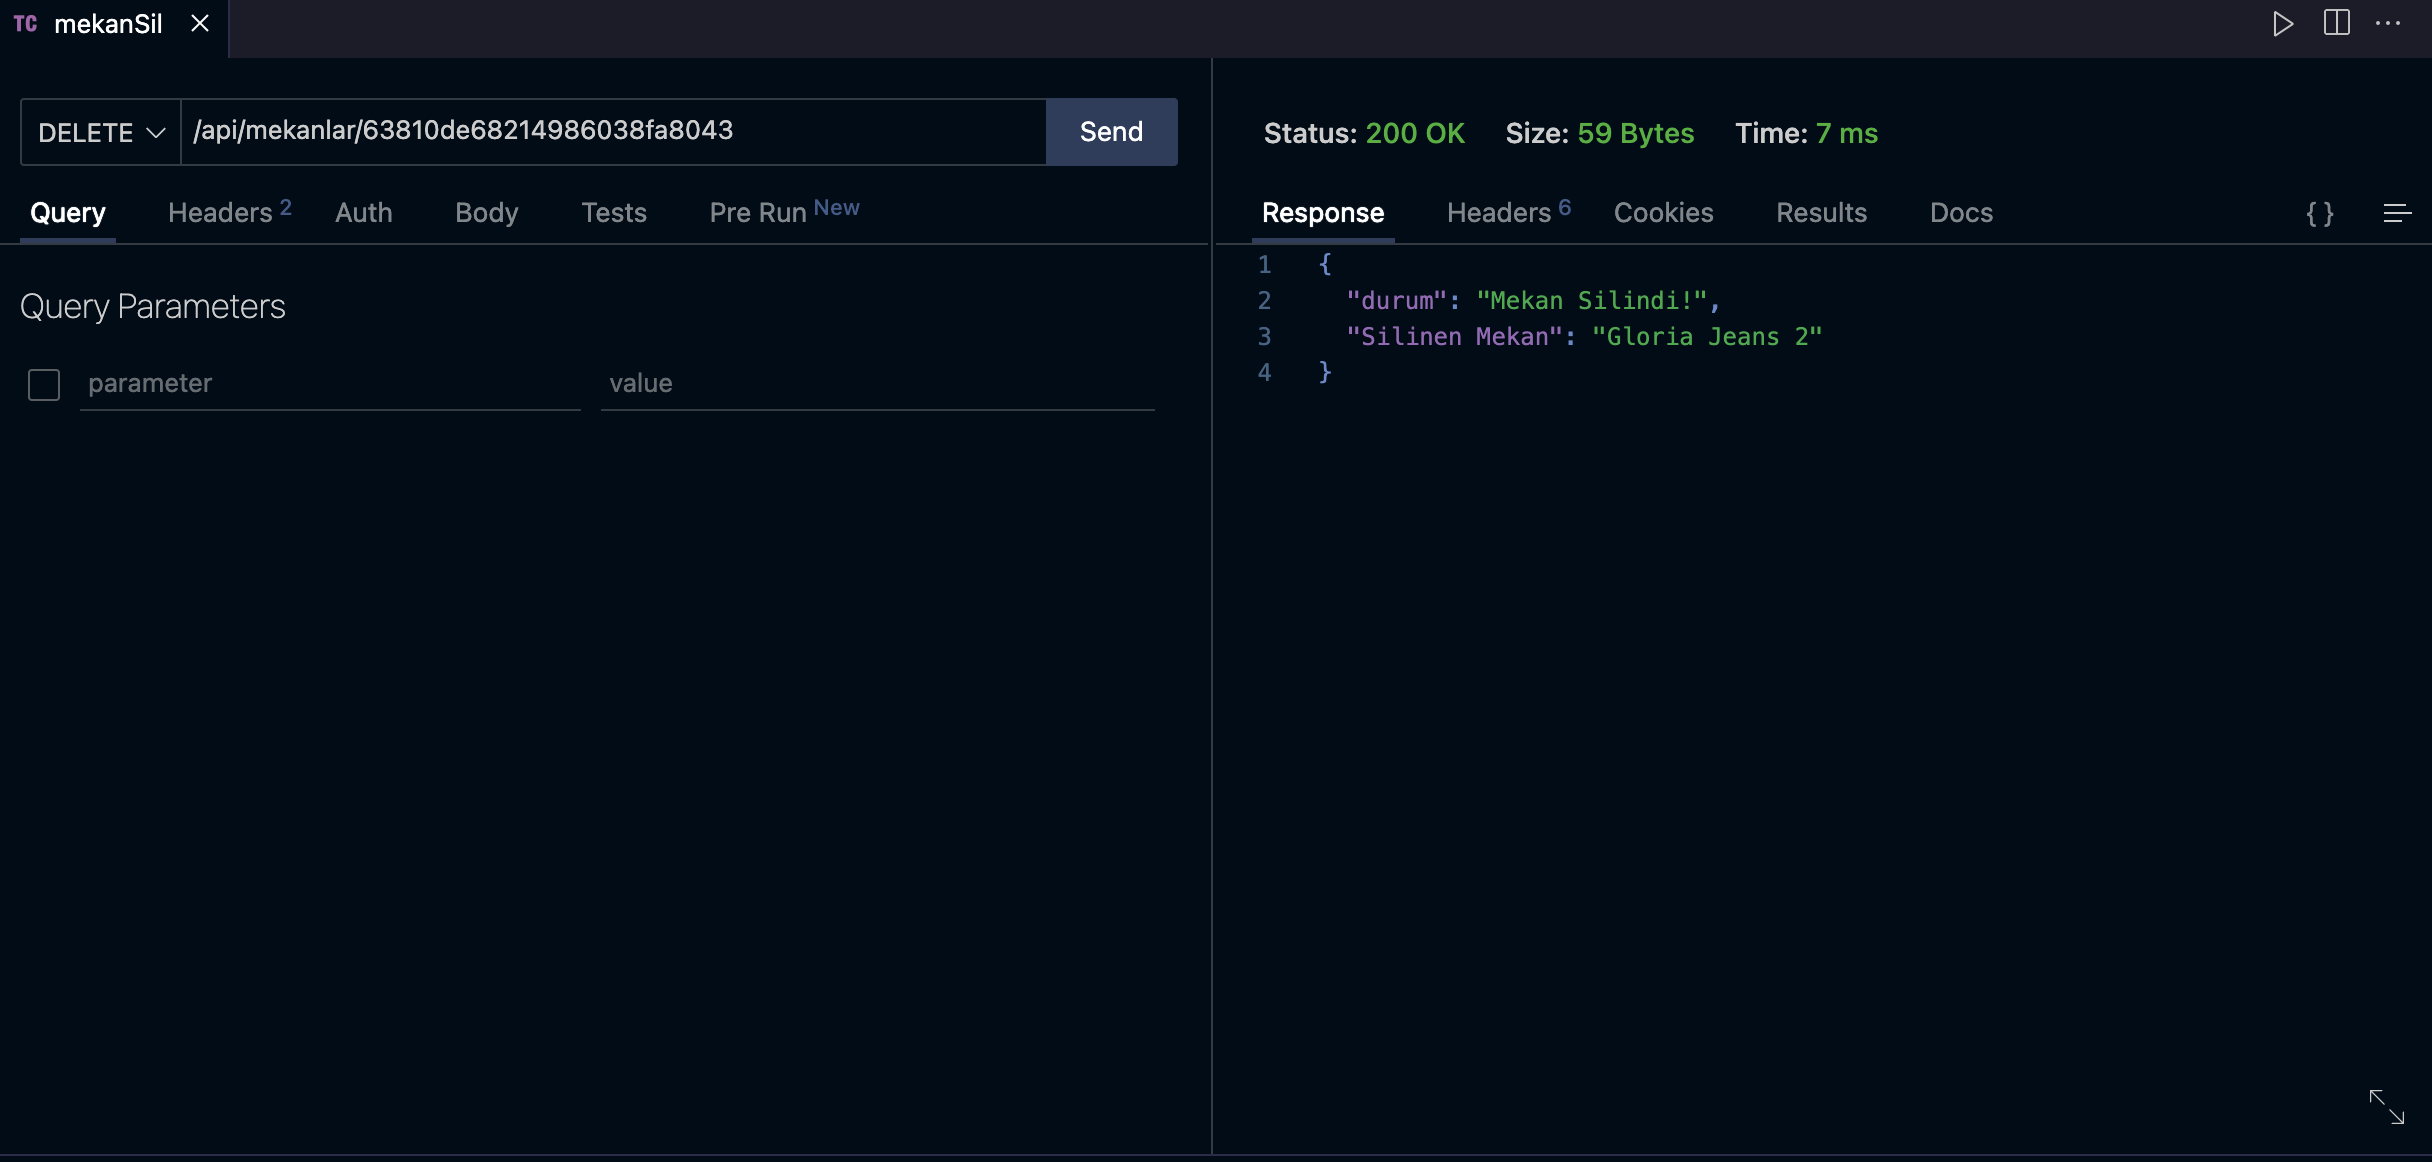 TC mekanSil
DELETE /api/mekanlar/63810de68214986038fa8043 Send
Query Headers 2 Auth Body Tests Pre Run New
Query Parameters
parameter value
Status: 200 OK Size: 59 Bytes Time: 7 ms
Response Headers 6 Cookies Results Docs { }
1 {
2 "durum": "Mekan Silindi!",
3 "Silinen Mekan": "Gloria Jeans 2"
4 }